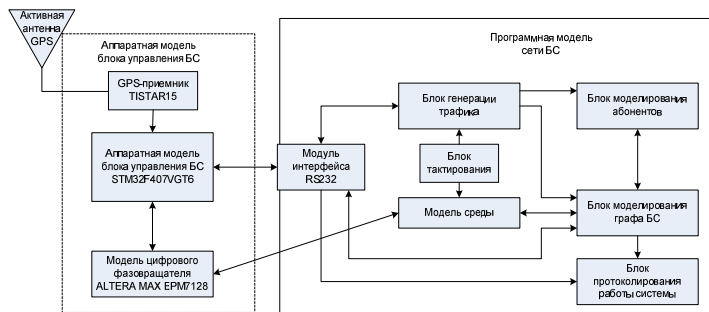 Активная
антенна
GPS
Аппаратная модель
блока управления БС
GPS-приемник
TISTAR15
Аппаратная модель
блока управления БС
STM32F407VGT6
Модель цифрового
фазовращателя
ALTERA MAX EPM7128
Программная модель
сети БС
Модуль
интерфейса
RS232
Блок генерации
трафика
Блок
тактирования
Модель среды
Блок моделирования
абонентов
Блок моделирования
графа БС
Блок
протоколирования
работы системы